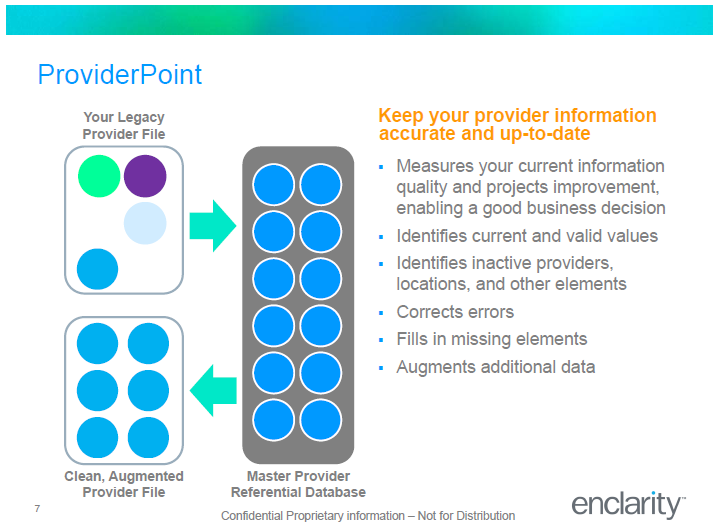 ProviderPoint
Your Legacy
Provider File
Clean, Augmented
Provider File
Master Provider
Referential Database
Keep your provider information
accurate and up-to-date
▪ Measures your current information
quality and projects improvement,
enabling a good business decision
▪ Identifies current and valid values
▪ Identifies inactive providers,
locations, and other elements
▪ Corrects errors
▪ Fills in missing elements
▪ Augments additional data
7
Confidential Proprietary information – Not for Distribution
enclarity™